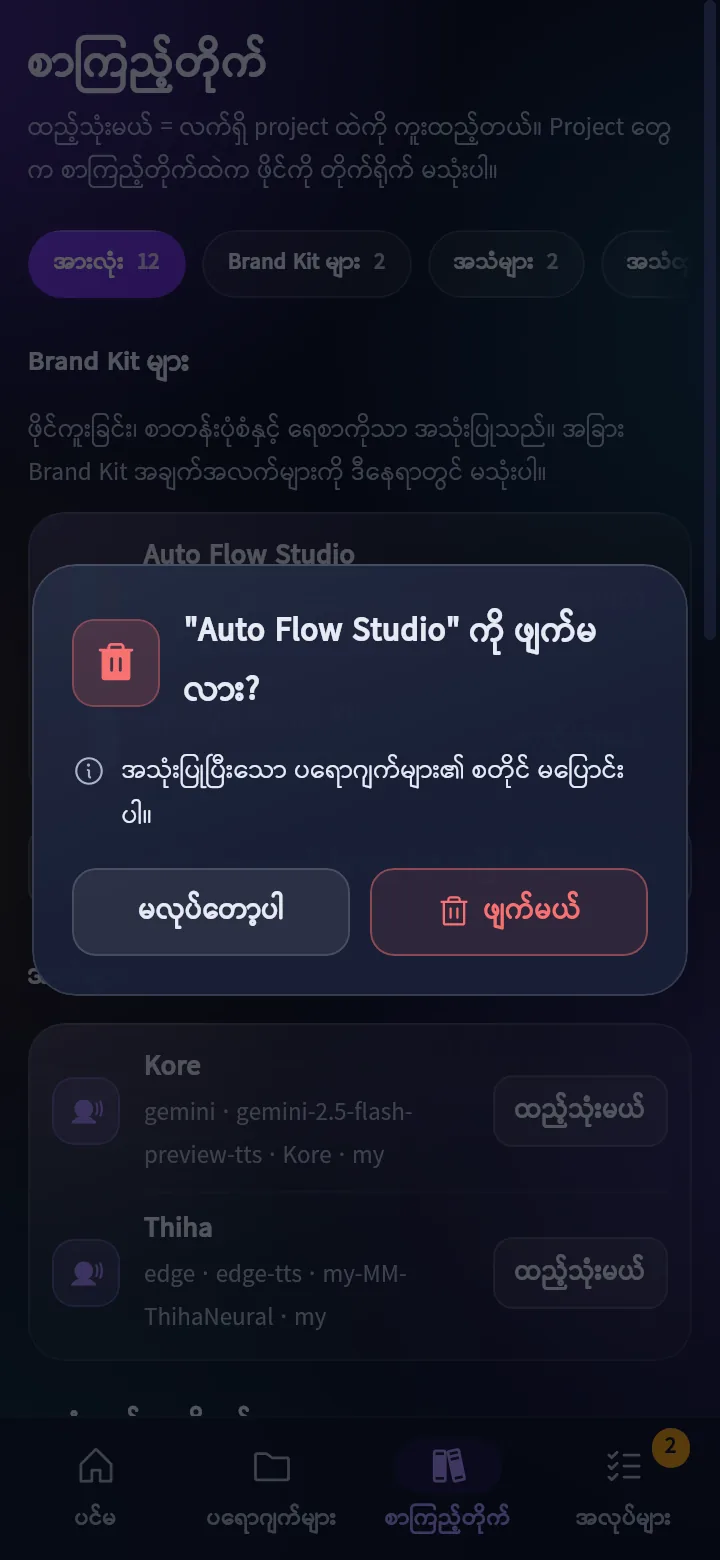 စာကြည့်တိုက်
ထည့်သုံးမယ် = လက်ရှိ project ထဲကို ကူးထည့်တယ်။ Project တွေ
က စာကြည့်တိုက်ထဲက ဖိုင်ကို တိုက်ရိုက် မသုံးပါ။
အားလုံး 12
Brand Kit များ 2
အသံများ 2
Brand Kit များ
ဖိုင်ကူးခြင်း၊ စာတန်းပုံစံနှင့် ရေစာကိုသာ အသုံးပြုသည်။ အခြား
Brand Kit အချက်အလက်များကို ဒီနေရာတွင် မသုံးပါ။
Auto Flow Studio
"Auto Flow Studio" ကို ဖျက်မ
လား?
အသုံးပြုပြီးသော ပရောဂျက်များ၏ စတိုင် မပြောင်း
ပါ။
မလုပ်တော့ပါ
ဖျက်မယ်
Kore
gemini · gemini-2.5-flash-
preview-tts · Kore · my
ထည့်သုံးမယ်
Thiha
edge · edge-tts · my-MM-
ThihaNeural · my
ထည့်သုံးမယ်
2
ပင်မ
ပရောဂျက်များ
စာကြည့်တိုက်
အလုပ်များ